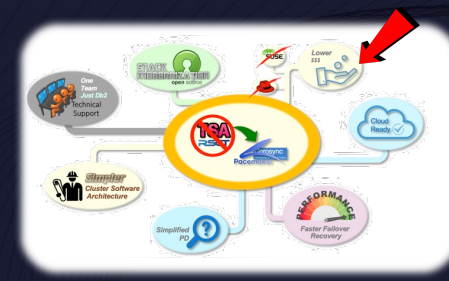 One
Team
Just Db2
Technical
Support
STACK
open source
SUSE
Lower
$$$
Cloud
Ready
TSA
RSCT
Pacemaker
Simpler
Cluster Software
Architecture
Simplified
PD
?
PERFORMANCE
Faster Failover
Recovery